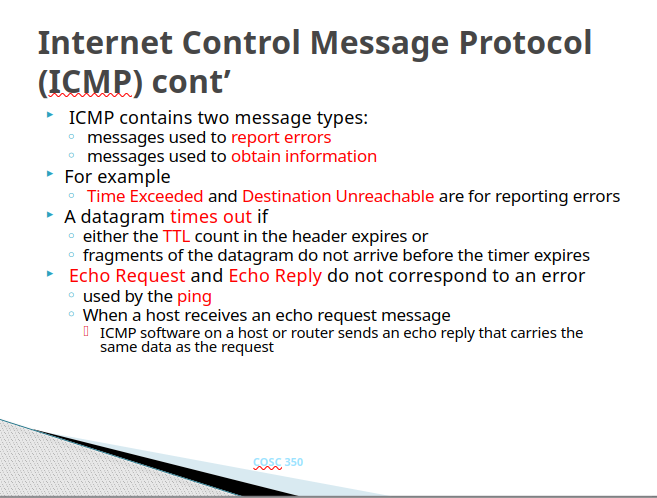 Internet Control Message Protocol
(ICMP) cont’
ICMP contains two message types:
messages used to report errors
messages used to obtain information
For example
Time Exceeded and Destination Unreachable are for reporting errors
A datagram times out if
either the TTL count in the header expires or
fragments of the datagram do not arrive before the timer expires
Echo Request and Echo Reply do not correspond to an error
used by the ping
When a host receives an echo request message
ICMP software on a host or router sends an echo reply that carries the
same data as the request
COSC 350